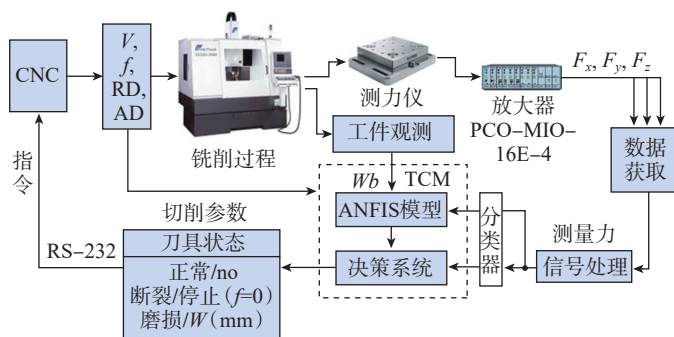 CNC
V,
f,
RD,
AD
铣削过程
测力仪
放大器
PCO–MIO–
16E–4
Fx, Fy, Fz
数据
获取
工件观测
指令
Wb
TCM
ANFIS模型
决策系统
分类器
测量力
信号处理
切削参数
刀具状态
正常/no
断裂/停止(f=0)
磨损/W(mm)
RS–232